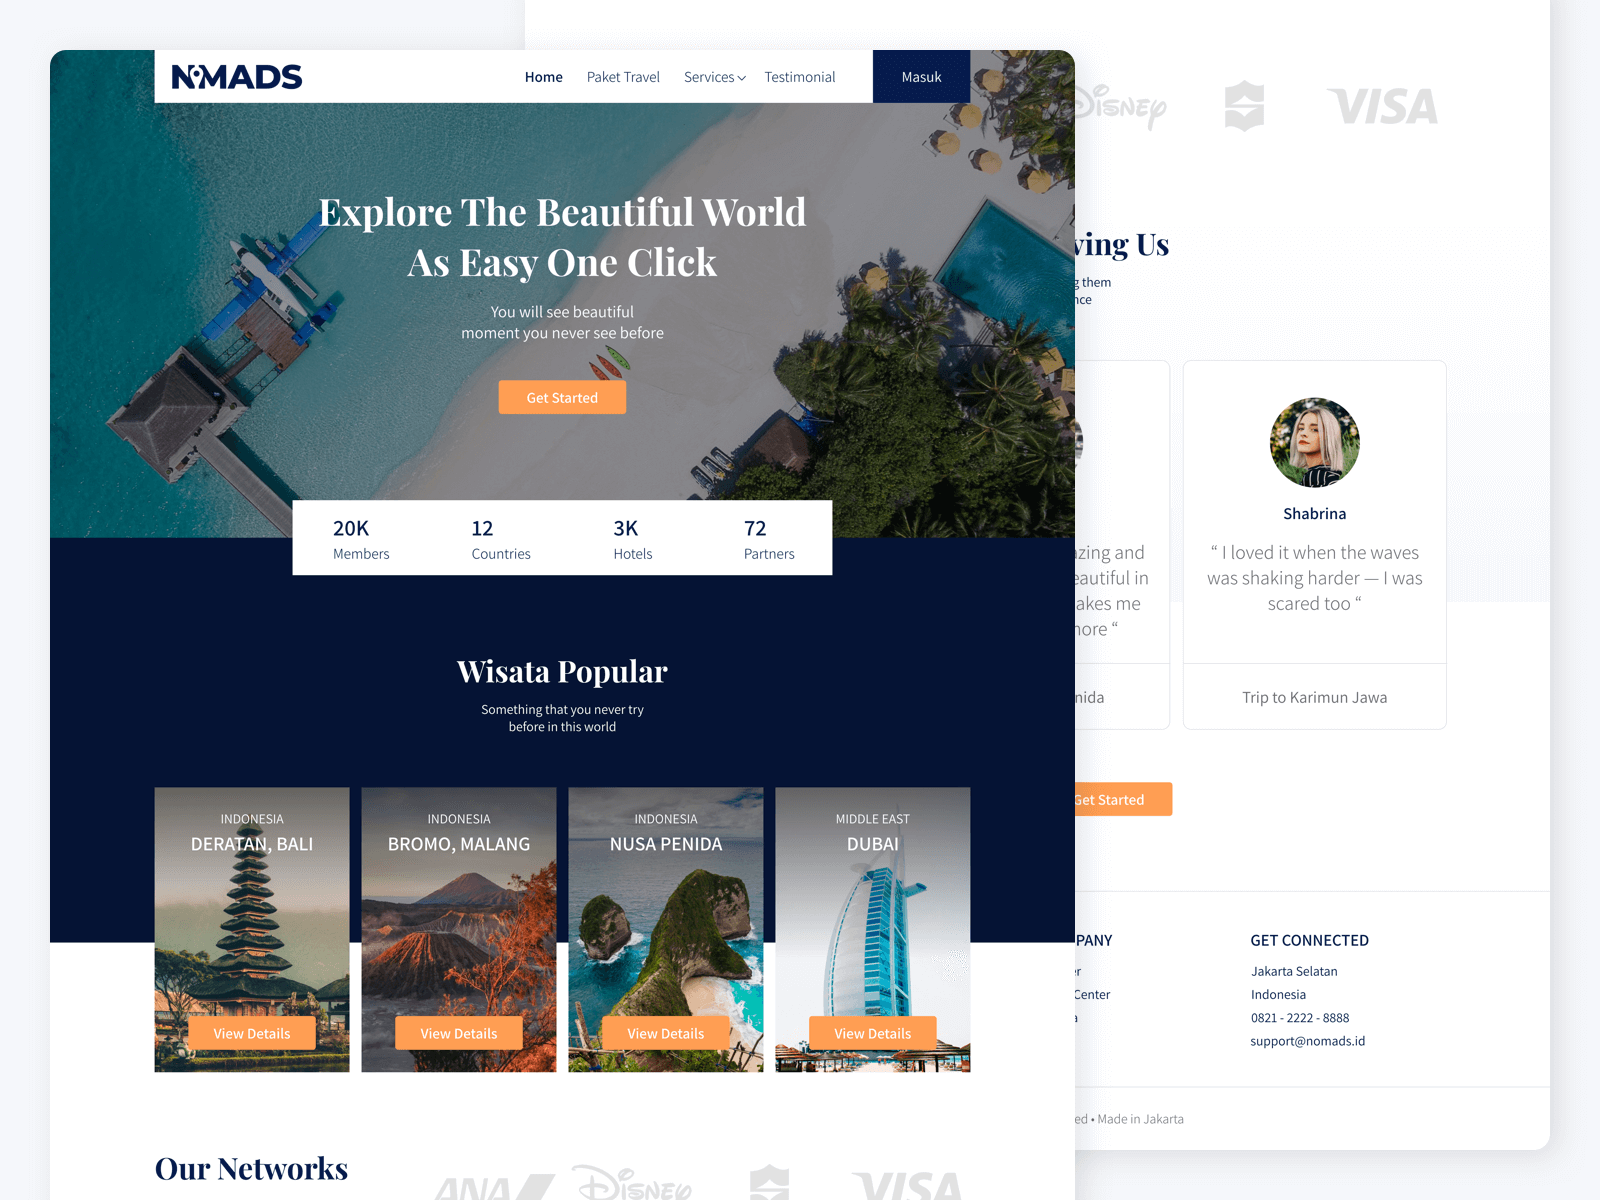 NOMADS
Home
Paket Travel
Services
Testimonial
Masuk
Explore The Beautiful World
As Easy One Click
You will see beautiful
moment you never see before
Get Started
20K
Members
12
Countries
3K
Hotels
72
Partners
Wisata Popular
Something that you never try
before in this world
INDONESIA
DERATAN, BALI
View Details
INDONESIA
BROMO, MALANG
View Details
INDONESIA
NUSA PENIDA
View Details
MIDDLE EAST
DUBAI
View Details
Our Networks
ANA
Disney
VISA
Disney
VISA
ving Us
them
nce
azing and
eautiful in
akes me
ore “
nida
Shabrina
“ I loved it when the waves
was shaking harder — I was
scared too “
Trip to Karimun Jawa
Get Started
PANY
er
Center
a
GET CONNECTED
Jakarta Selatan
Indonesia
0821 - 2222 - 8888
support@nomads.id
ed • Made in Jakarta